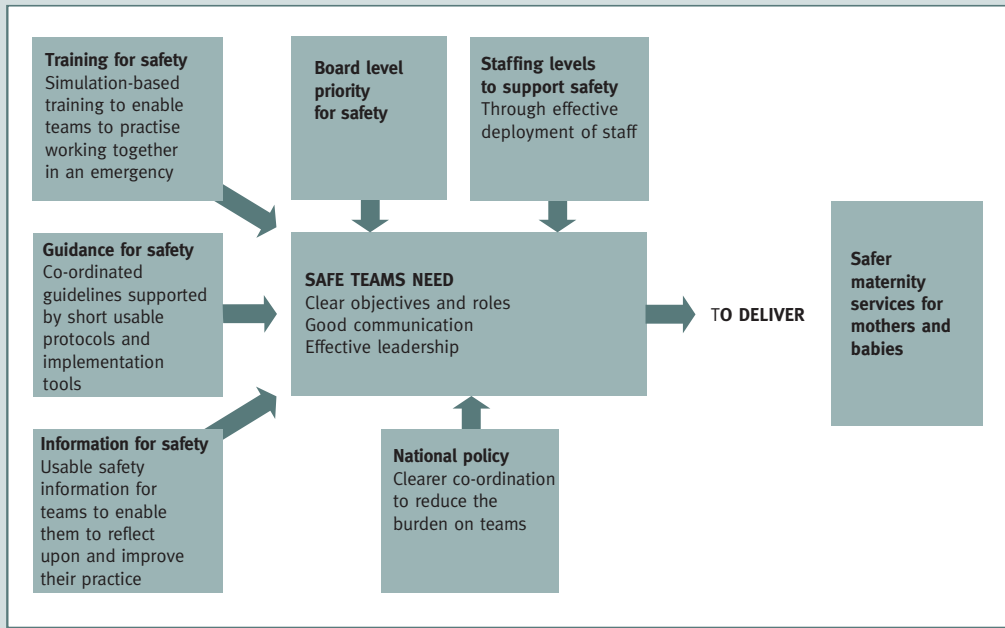 Training for safety
Simulation-based
training to enable
teams to practise
working together
in an emergency
Board level
priority
for safety
Staffing levels
to support safety
Through effective
deployment of staff
Guidance for safety
Co-ordinated
guidelines supported
by short usable
protocols and
implementation
tools
SAFE TEAMS NEED
Clear objectives and roles
Good communication
Effective leadership
TO DELIVER
Safer
maternity
services for
mothers and
babies
Information for safety
Usable safety
information for
teams to enable
them to reflect
upon and improve
their practice
National policy
Clearer co-ordination
to reduce the
burden on teams